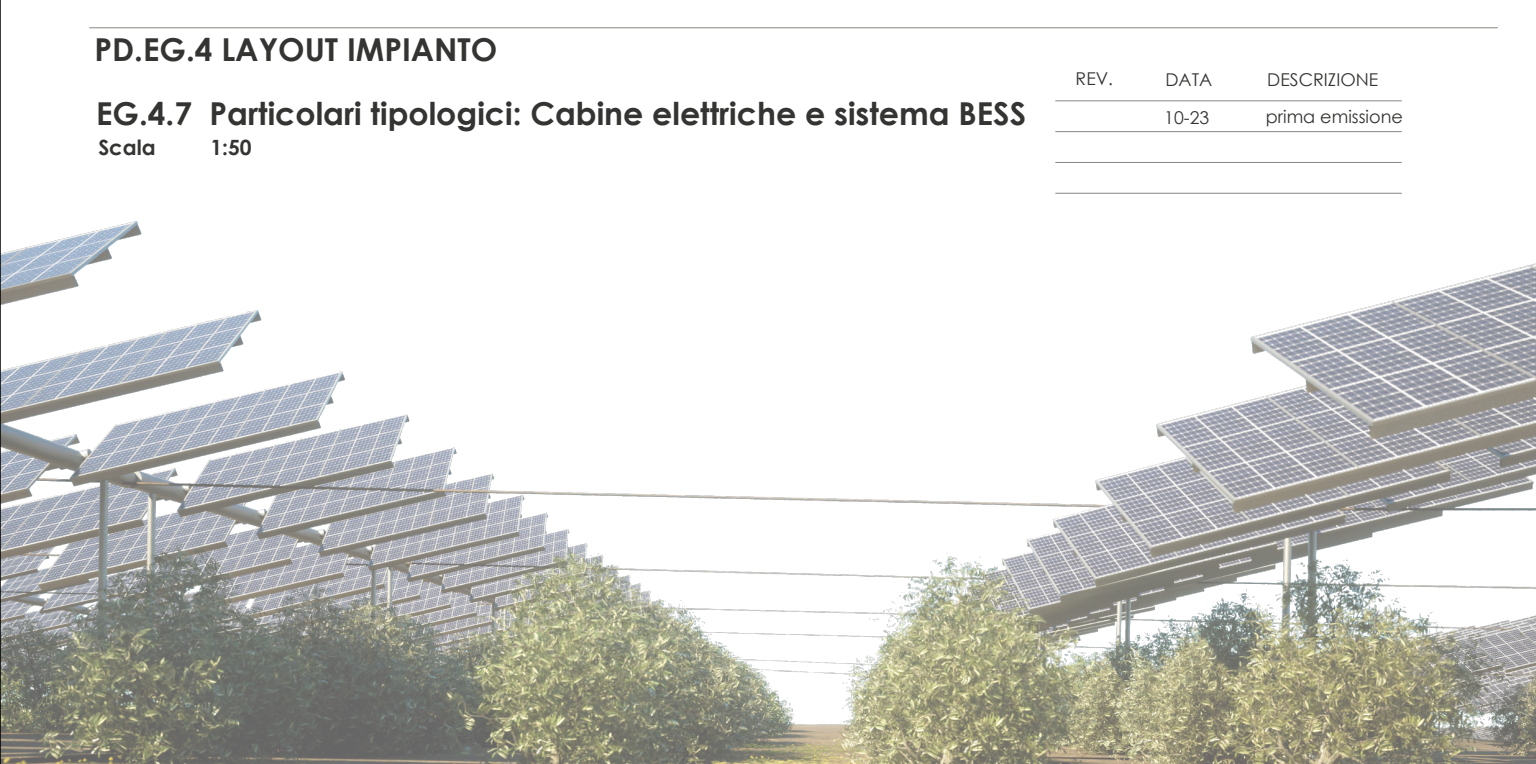 PD.EG.4 LAYOUT IMPIANTO
EG.4.7 Particolari tipologici: Cabine elettriche e sistema BESS
Scala 1:50
REV. DATA DESCRIZIONE
10-23 prima emissione